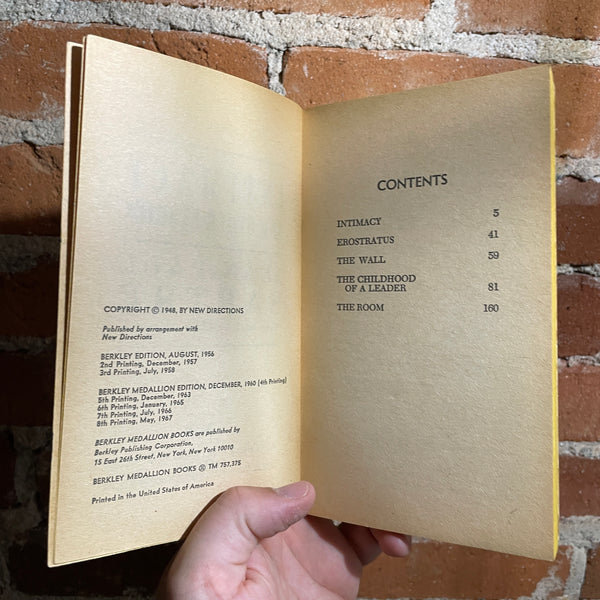 COPYRIGHT © 1948, BY NEW DIRECTIONS
Published by arrangement with
New Directions
BERKLEY EDITION, AUGUST, 1956
2nd Printing, December, 1957
3rd Printing, July, 1958
BERKLEY MEDALLION EDITION, DECEMBER, 1960 (4th Printing)
5th Printing, December, 1963
6th Printing, January, 1965
7th Printing, July, 1966
8th Printing, May, 1967
BERKLEY MEDALLION BOOKS are published by
Berkley Publishing Corporation,
15 East 26th Street, New York, New York 10010
BERKLEY MEDALLION BOOKS ® TM 757,375
Printed in the United States of America
CONTENTS
INTIMACY 5
EROSTRATUS 41
THE WALL 59
THE CHILDHOOD
OF A LEADER 81
THE ROOM 160